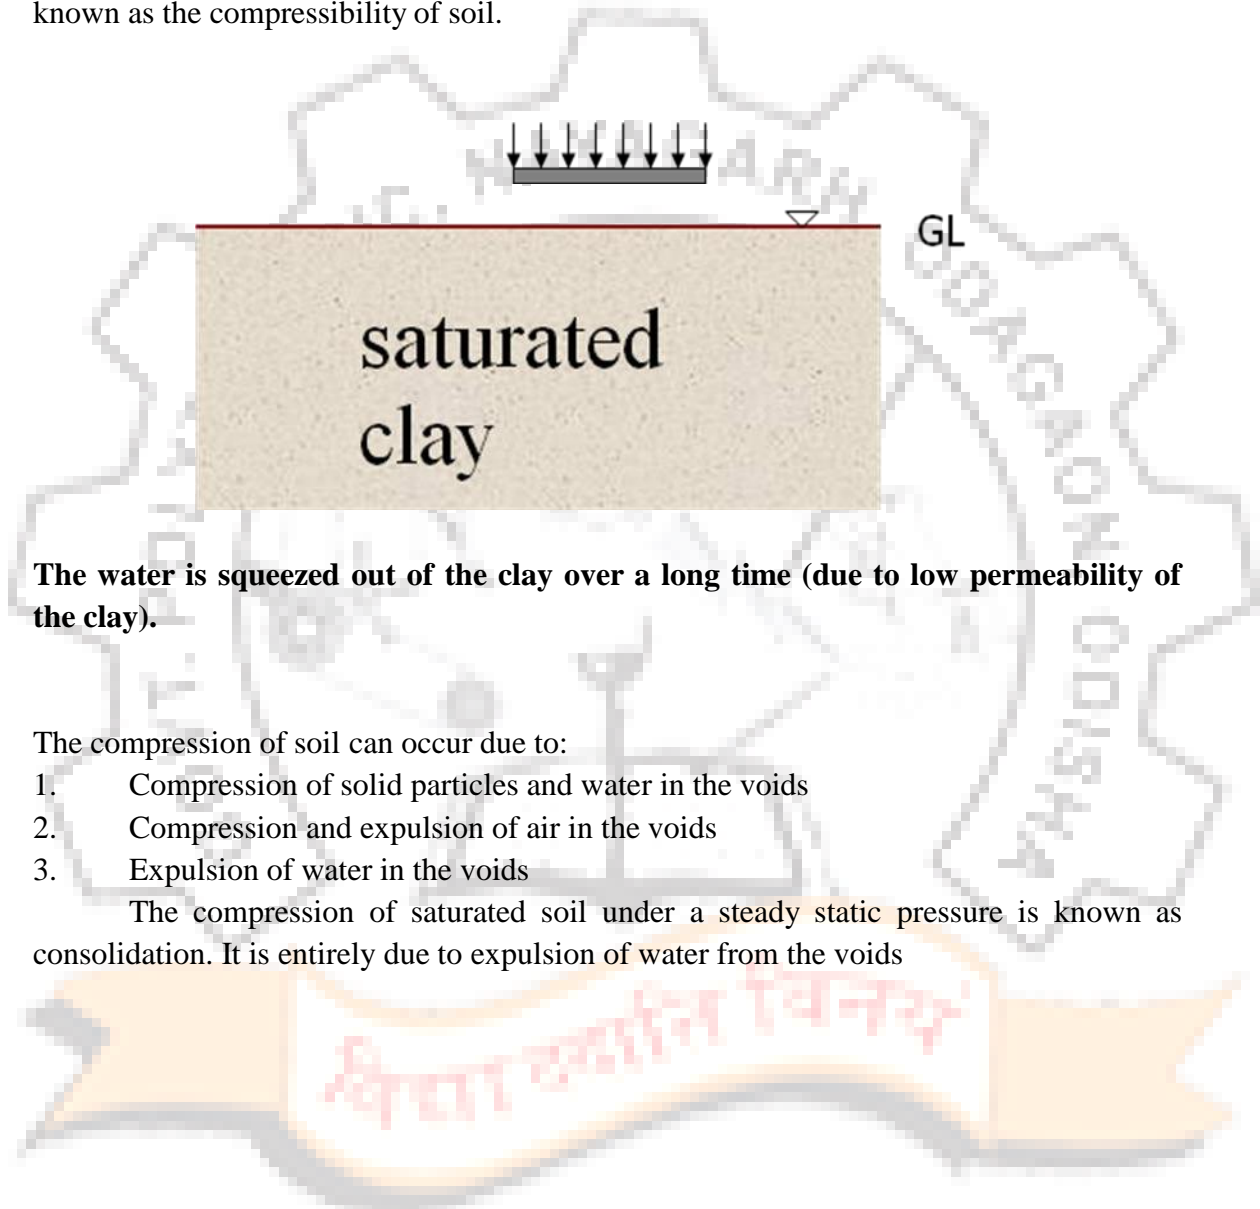 known as the compressibility of soil.
GL
saturated
clay
The water is squeezed out of the clay over a long time (due to low permeability of
the clay).
The compression of soil can occur due to:
1. Compression of solid particles and water in the voids
2. Compression and expulsion of air in the voids
3. Expulsion of water in the voids
The compression of saturated soil under a steady static pressure is known as
consolidation. It is entirely due to expulsion of water from the voids
ODAGAON ODISHA
विद्या ददाति विनयं